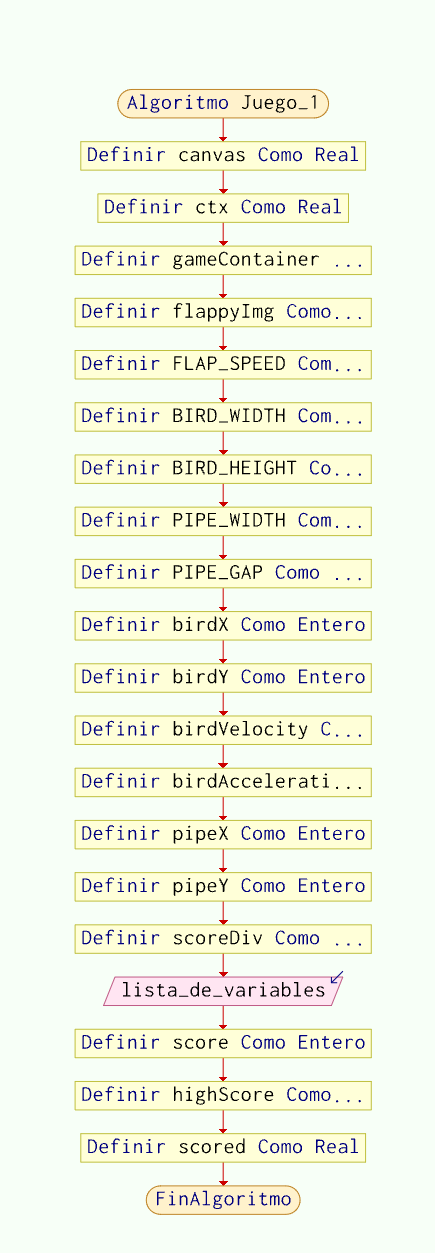 Algoritmo Juego_1
Definir canvas Como Real
Definir ctx Como Real
Definir gameContainer ...
Definir flappyImg Como...
Definir FLAP_SPEED Com...
Definir BIRD_WIDTH Com...
Definir BIRD_HEIGHT Co...
Definir PIPE_WIDTH Com...
Definir PIPE_GAP Como ...
Definir birdX Como Entero
Definir birdY Como Entero
Definir birdVelocity C...
Definir birdAccelerati...
Definir pipeX Como Entero
Definir pipeY Como Entero
Definir scoreDiv Como ...
lista_de_variables
Definir score Como Entero
Definir highScore Como...
Definir scored Como Real
FinAlgoritmo